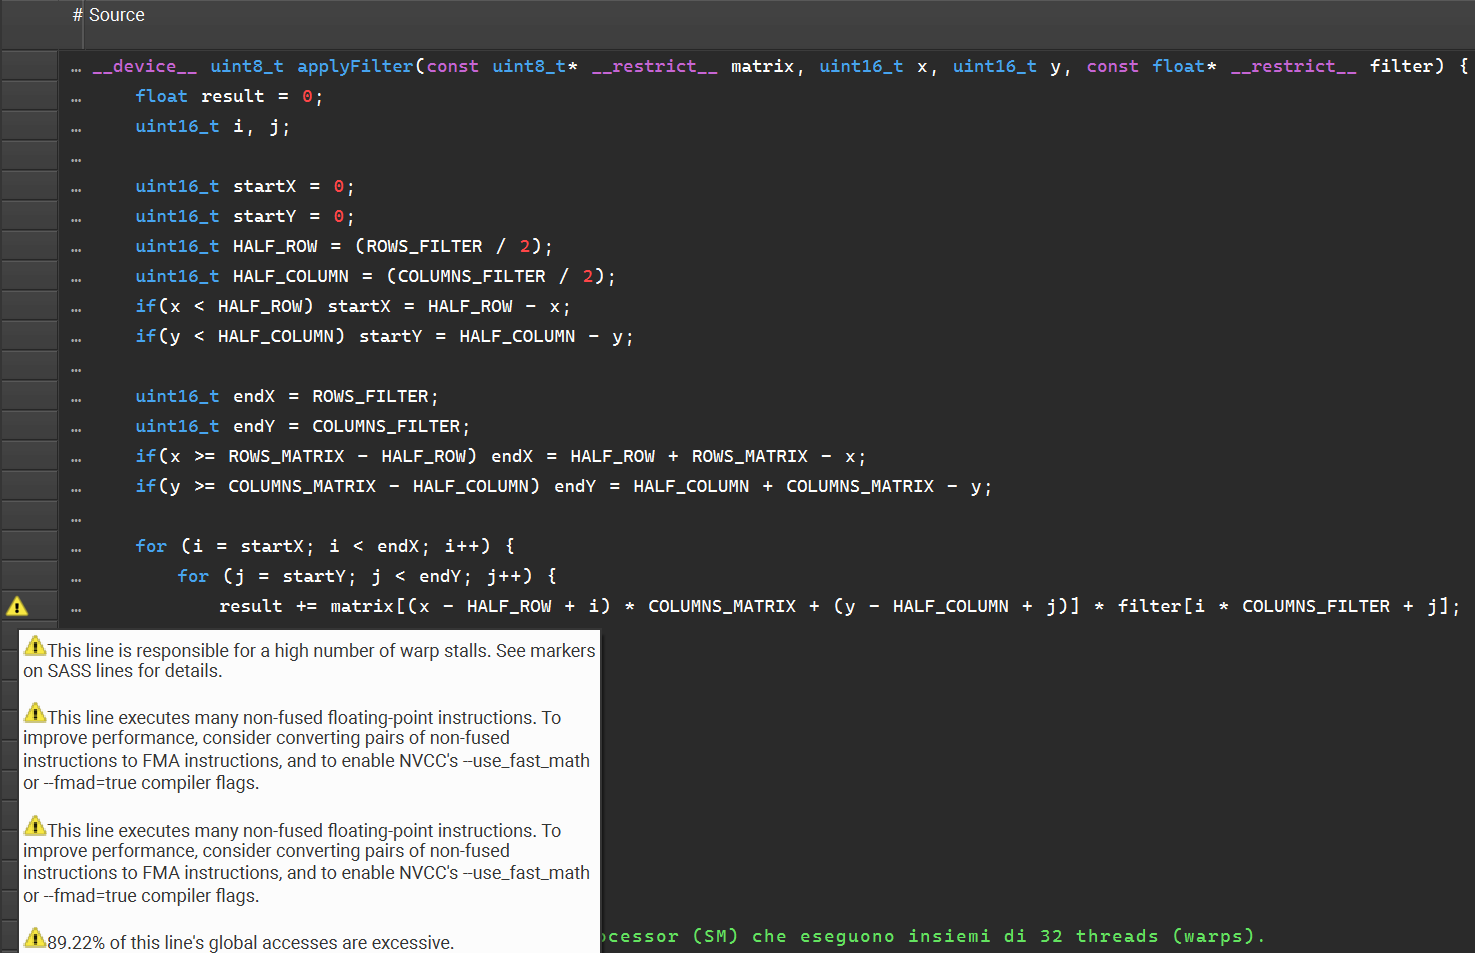 # Source
… __device__ uint8_t applyFilter(const uint8_t* __restrict__ matrix, uint16_t x, uint16_t y, const float* __restrict__ filter) {
…     float result = 0;
…     uint16_t i, j;
…
…     uint16_t startX = 0;
…     uint16_t startY = 0;
…     uint16_t HALF_ROW = (ROWS_FILTER / 2);
…     uint16_t HALF_COLUMN = (COLUMNS_FILTER / 2);
…     if(x < HALF_ROW) startX = HALF_ROW - x;
…     if(y < HALF_COLUMN) startY = HALF_COLUMN - y;
…
…     uint16_t endX = ROWS_FILTER;
…     uint16_t endY = COLUMNS_FILTER;
…     if(x >= ROWS_MATRIX - HALF_ROW) endX = HALF_ROW + ROWS_MATRIX - x;
…     if(y >= COLUMNS_MATRIX - HALF_COLUMN) endY = HALF_COLUMN + COLUMNS_MATRIX - y;
…
…     for (i = startX; i < endX; i++) {
…         for (j = startY; j < endY; j++) {
…             result += matrix[(x - HALF_ROW + i) * COLUMNS_MATRIX + (y - HALF_COLUMN + j)] * filter[i * COLUMNS_FILTER + j];
This line is responsible for a high number of warp stalls. See markers
on SASS lines for details.
This line executes many non-fused floating-point instructions. To
improve performance, consider converting pairs of non-fused
instructions to FMA instructions, and to enable NVCC's --use_fast_math
or --fmad=true compiler flags.
This line executes many non-fused floating-point instructions. To
improve performance, consider converting pairs of non-fused
instructions to FMA instructions, and to enable NVCC's --use_fast_math
or --fmad=true compiler flags.
89.22% of this line's global accesses are excessive.
ocessor (SM) che eseguono insiemi di 32 threads (warps).